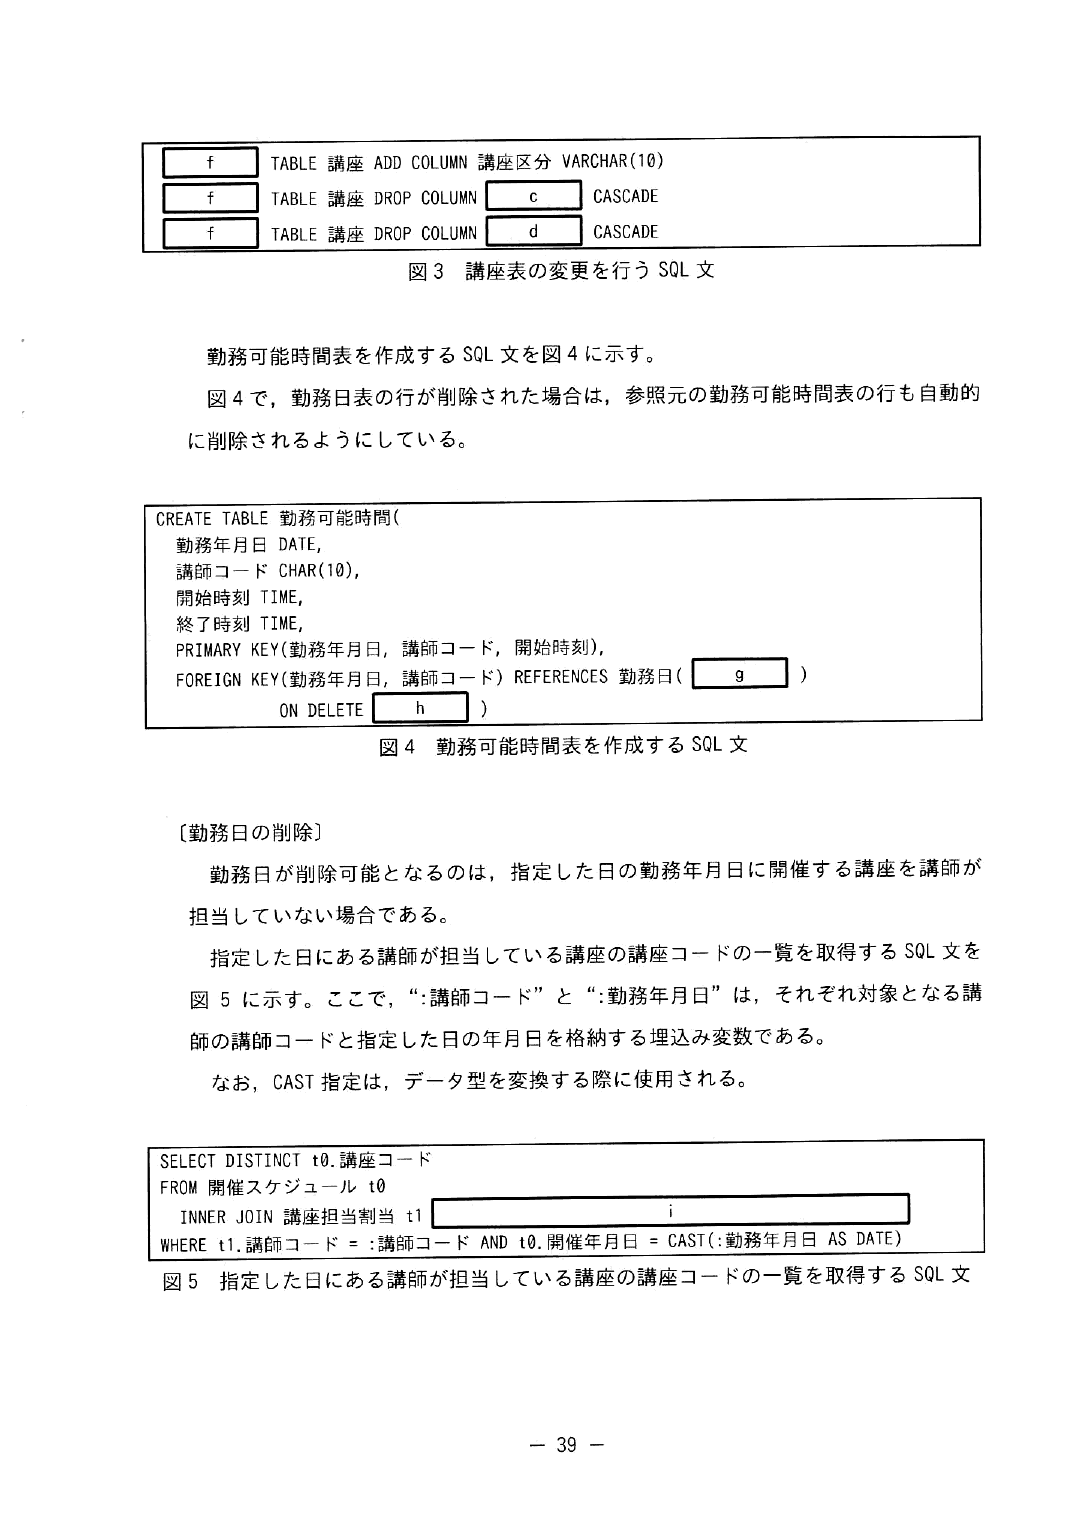 f TABLE 講座 ADD COLUMN 講座区分 VARCHAR(10)
f TABLE 講座 DROP COLUMN c CASCADE
f TABLE 講座 DROP COLUMN d CASCADE
図3 講座表の変更を行う SQL 文
勤務可能時間表を作成する SQL 文を図4に示す。
図4で，勤務日表の行が削除された場合は，参照元の勤務可能時間表の行も自動的
に削除されるようにしている。
CREATE TABLE 勤務可能時間(
勤務年月日 DATE,
講師コード CHAR(10),
開始時刻 TIME,
終了時刻 TIME,
PRIMARY KEY(勤務年月日, 講師コード, 開始時刻),
FOREIGN KEY(勤務年月日, 講師コード) REFERENCES 勤務日( g )
ON DELETE h )
図4 勤務可能時間表を作成する SQL 文
〔勤務日の削除〕
勤務日が削除可能となるのは，指定した日の勤務年月日に開催する講座を講師が
担当していない場合である。
指定した日にある講師が担当している講座の講座コードの一覧を取得する SQL 文を
図 5 に示す。ここで，“:講師コード” と “:勤務年月日” は，それぞれ対象となる講
師の講師コードと指定した日の年月日を格納する埋込み変数である。
なお，CAST 指定は，データ型を変換する際に使用される。
SELECT DISTINCT t0.講座コード
FROM 開催スケジュール t0
INNER JOIN 講座担当割当 t1 i
WHERE t1.講師コード = :講師コード AND t0.開催年月日 = CAST(:勤務年月日 AS DATE)
図5 指定した日にある講師が担当している講座の講座コードの一覧を取得する SQL 文
― 39 ―